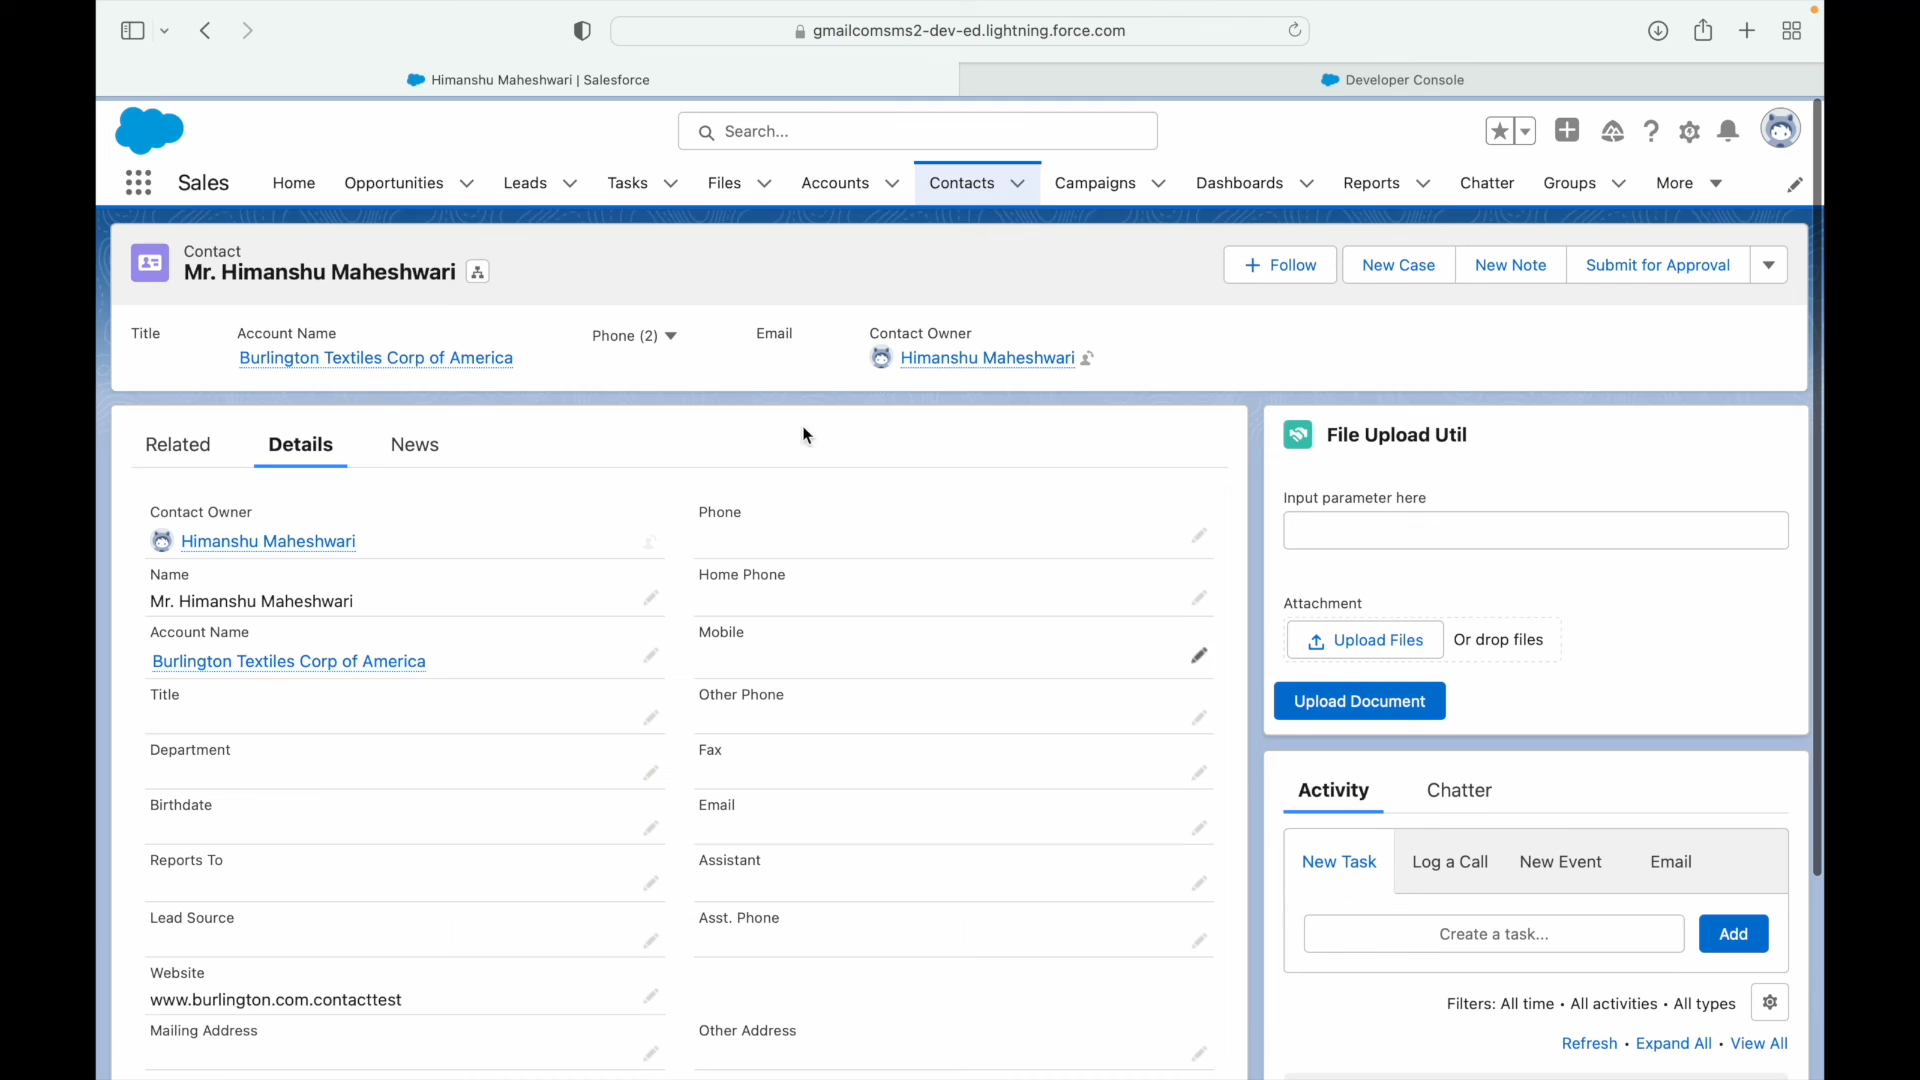 gmailcomsms2-dev-ed.lightning.force.com
Himanshu Maheshwari | Salesforce
Developer Console
Search...
Sales
Home
Opportunities
Leads
Tasks
Files
Accounts
Contacts
Campaigns
Dashboards
Reports
Chatter
Groups
More
Contact
Mr. Himanshu Maheshwari
Follow
New Case
New Note
Submit for Approval
Title
Account Name
Phone (2)
Email
Contact Owner
Burlington Textiles Corp of America
Himanshu Maheshwari
Related
Details
News
Contact Owner
Himanshu Maheshwari
Phone
Name
Mr. Himanshu Maheshwari
Home Phone
Account Name
Burlington Textiles Corp of America
Mobile
Title
Other Phone
Department
Fax
Birthdate
Email
Reports To
Assistant
Lead Source
Asst. Phone
Website
www.burlington.com.contacttest
Mailing Address
Other Address
File Upload Util
Input parameter here
Attachment
Upload Files
Or drop files
Upload Document
Activity
Chatter
New Task
Log a Call
New Event
Email
Create a task...
Add
Filters: All time • All activities • All types
Refresh • Expand All • View All